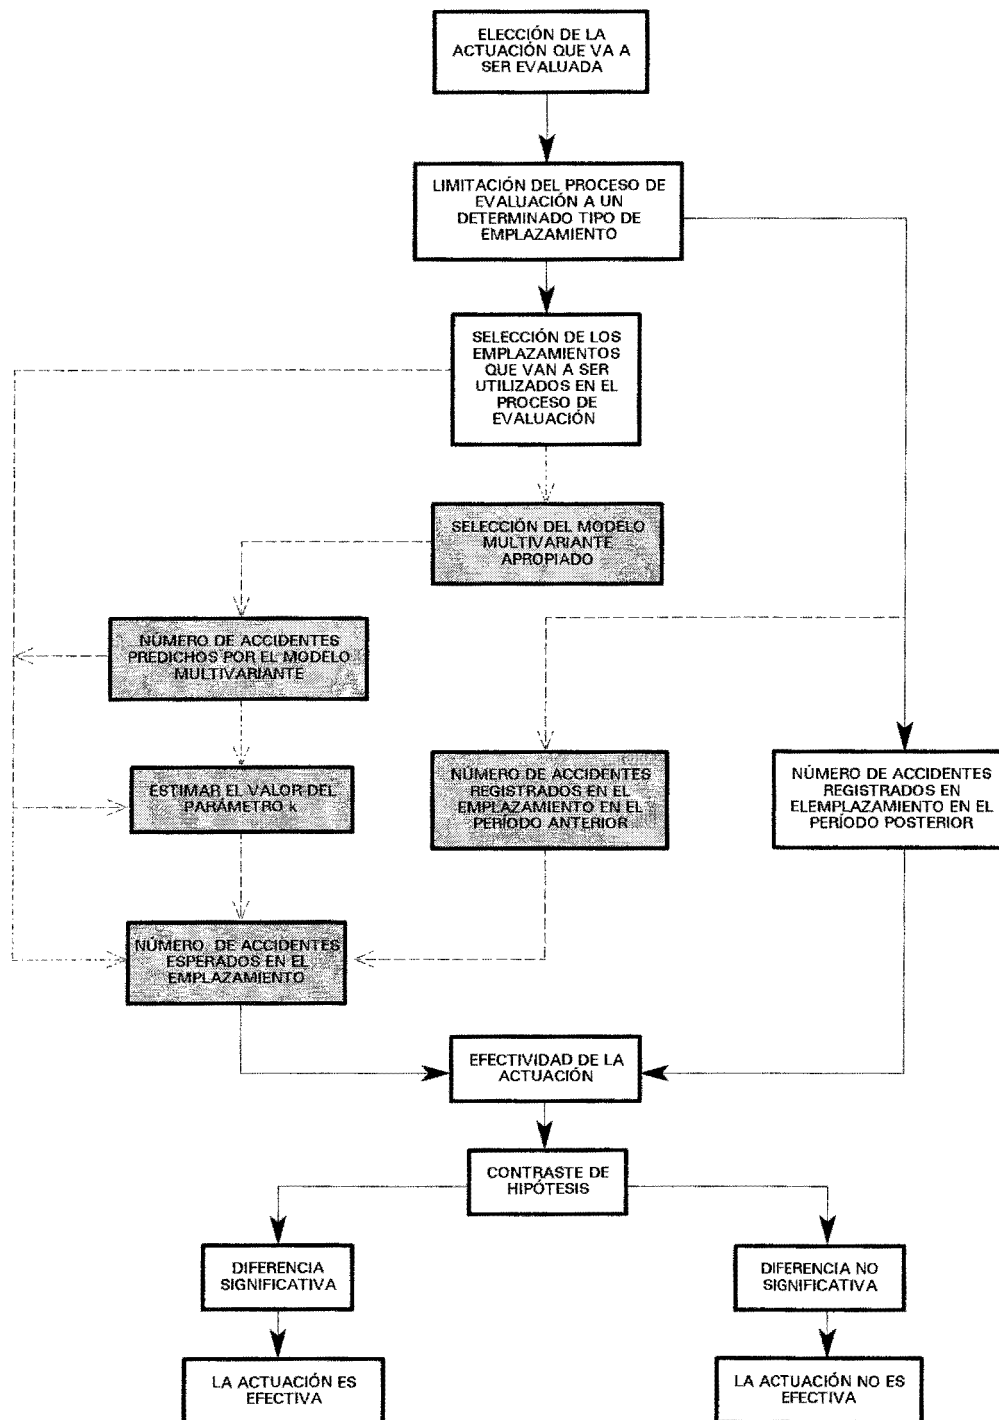 ELECCIÓN DE LA
ACTUACIÓN QUE VA A
SER EVALUADA
LIMITACIÓN DEL PROCESO DE
EVALUACIÓN A UN
DETERMINADO TIPO DE
EMPLAZAMIENTO
SELECCIÓN DE LOS
EMPLAZAMIENTOS
QUE VAN A SER
UTILIZADOS EN EL
PROCESO DE
EVALUACIÓN
SELECCIÓN DEL MODELO
MULTIVARIANTE
APROPIADO
NÚMERO DE ACCIDENTES
PREDICHOS POR EL MODELO
MULTIVARIANTE
ESTIMAR EL VALOR DEL
PARÁMETRO k
NÚMERO DE ACCIDENTES
REGISTRADOS EN EL
EMPLAZAMIENTO EN EL
PERÍODO ANTERIOR
NÚMERO DE ACCIDENTES
REGISTRADOS EN
ELEMPLAZAMIENTO EN EL
PERÍODO POSTERIOR
NÚMERO DE ACCIDENTES
ESPERADOS EN EL
EMPLAZAMIENTO
EFECTIVIDAD DE LA
ACTUACIÓN
CONTRASTE DE
HIPÓTESIS
DIFERENCIA
SIGNIFICATIVA
DIFERENCIA NO
SIGNIFICATIVA
LA ACTUACIÓN ES
EFECTIVA
LA ACTUACIÓN NO ES
EFECTIVA